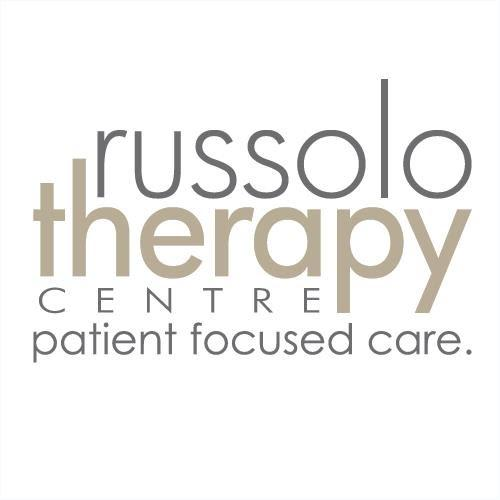 russolo
therapy
CENTRE
patient focused care.